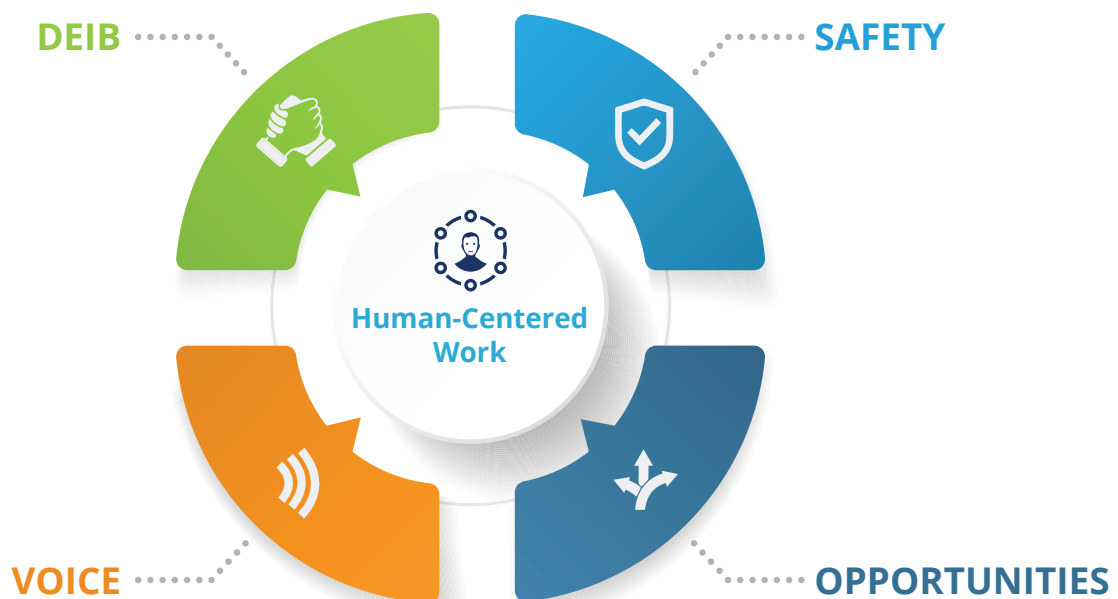 DEIB
SAFETY
Human-Centered
Work
VOICE
OPPORTUNITIES